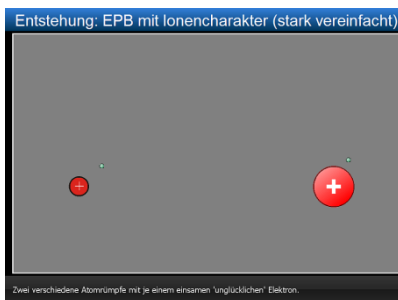 Entstehung: EPB mit Ionencharakter (stark vereinfacht)
Zwei verschiedene Atomrümpfe mit je einem einsamen 'unglücklichen' Elektron.